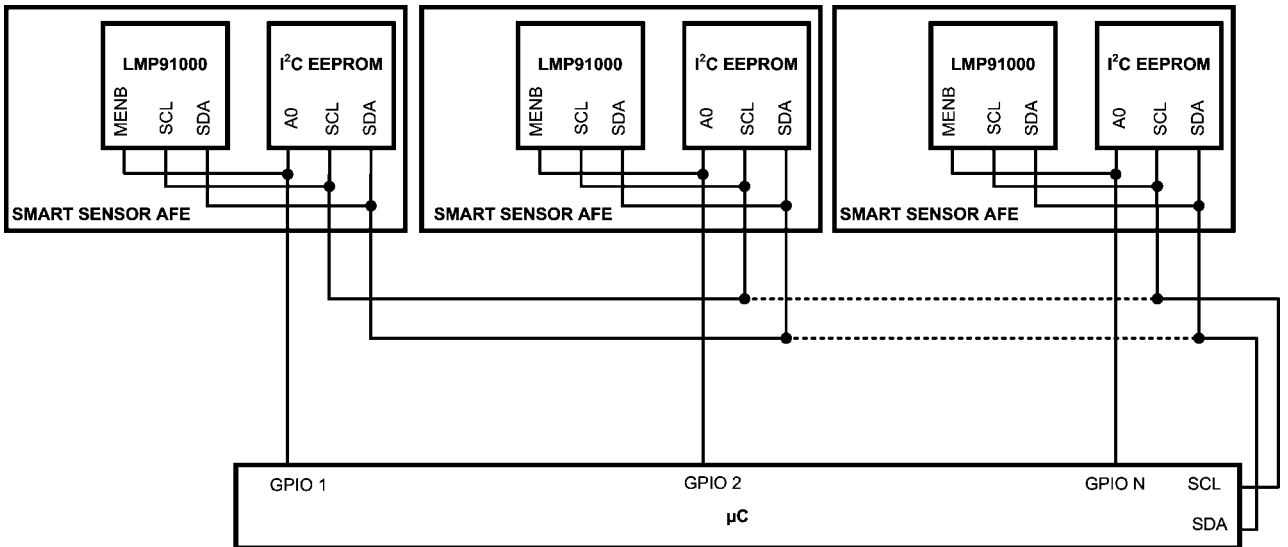 LMP91000
I²C EEPROM
MENB
SCL
SDA
A0
SCL
SDA
SMART SENSOR AFE
LMP91000
I²C EEPROM
MENB
SCL
SDA
A0
SCL
SDA
SMART SENSOR AFE
LMP91000
I²C EEPROM
MENB
SCL
SDA
A0
SCL
SDA
SMART SENSOR AFE
GPIO 1
GPIO 2
GPIO N
SCL
µC
SDA